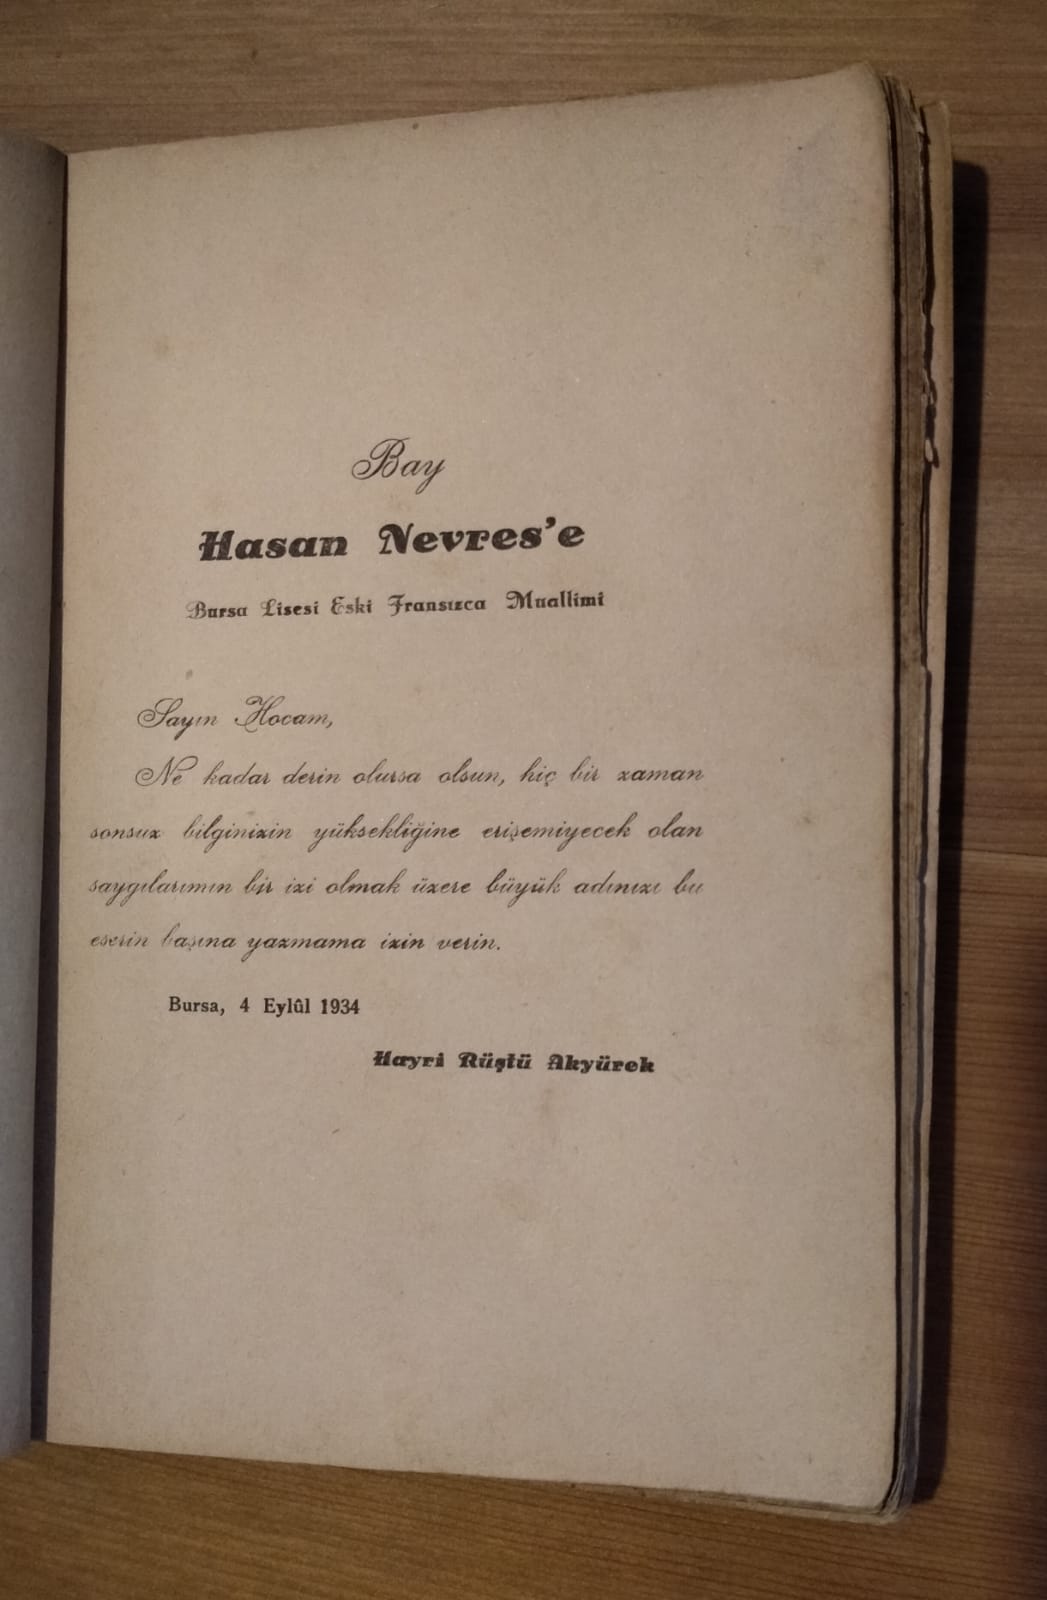 Bay
Hasan Nevres'e
Bursa Lisesi Eski Fransızca Muallimi
Sayın Hocam,
Ne kadar derin olursa olsun, hiç bir zaman
sonsuz bilginizin yüksekliğine erişemiyecek olan
saygılarımın bir izi olmak üzere büyük adınızı bu
eserin başına yazmama izin verin.
Bursa, 4 Eylûl 1934
Hayri Rüştü Akyürek